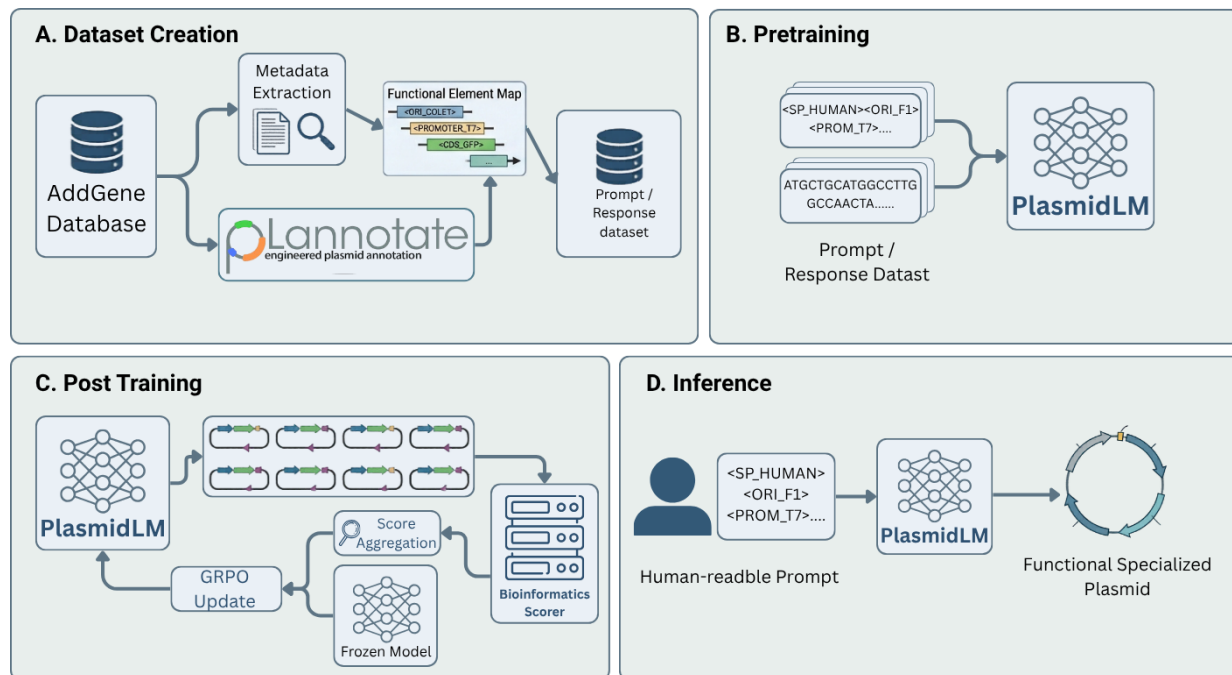 A. Dataset Creation
AddGene
Database
Metadata
Extraction
Functional Element Map
<ORI_COLET>
<PROMOTER_T7>
<CDS_GFP>
...
pLannotate
engineered plasmid annotation
Prompt /
Response
dataset
B. Pretraining
<SP_HUMAN><ORI_F1>
<PROM_T7>....
ATGCTGCATGGCCTTG
GCCAACTA......
Prompt /
Response Datast
PlasmidLM
C. Post Training
PlasmidLM
Score
Aggregation
GRPO
Update
Frozen Model
Bioinformatics
Scorer
D. Inference
<SP_HUMAN>
<ORI_F1>
<PROM_T7>....
Human-readble Prompt
PlasmidLM
Functional Specialized
Plasmid